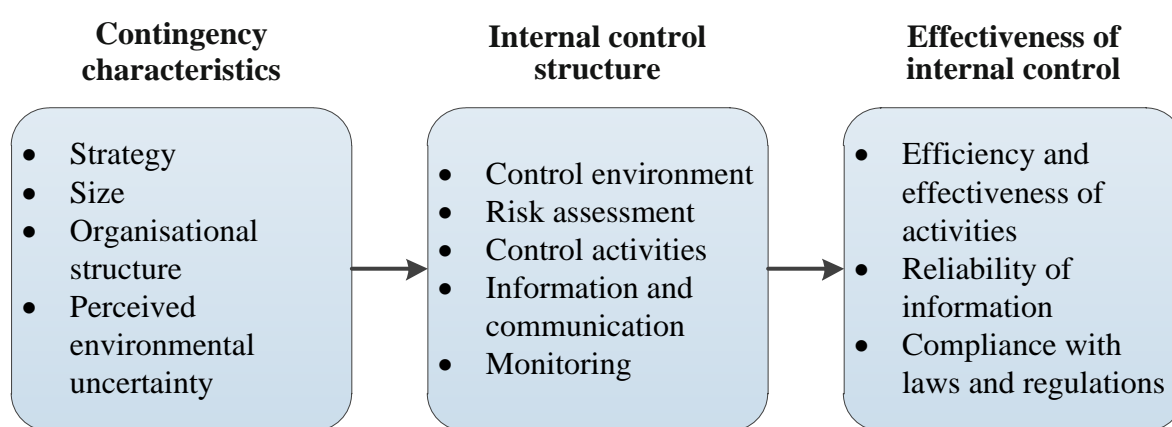 Contingency
characteristics
• Strategy
• Size
• Organisational
structure
• Perceived
environmental
uncertainty
Internal control
structure
• Control environment
• Risk assessment
• Control activities
• Information and
communication
• Monitoring
Effectiveness of
internal control
• Efficiency and
effectiveness of
activities
• Reliability of
information
• Compliance with
laws and regulations